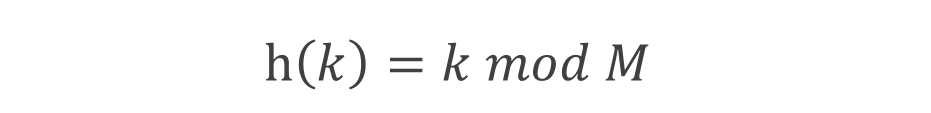 h(k) = k mod M